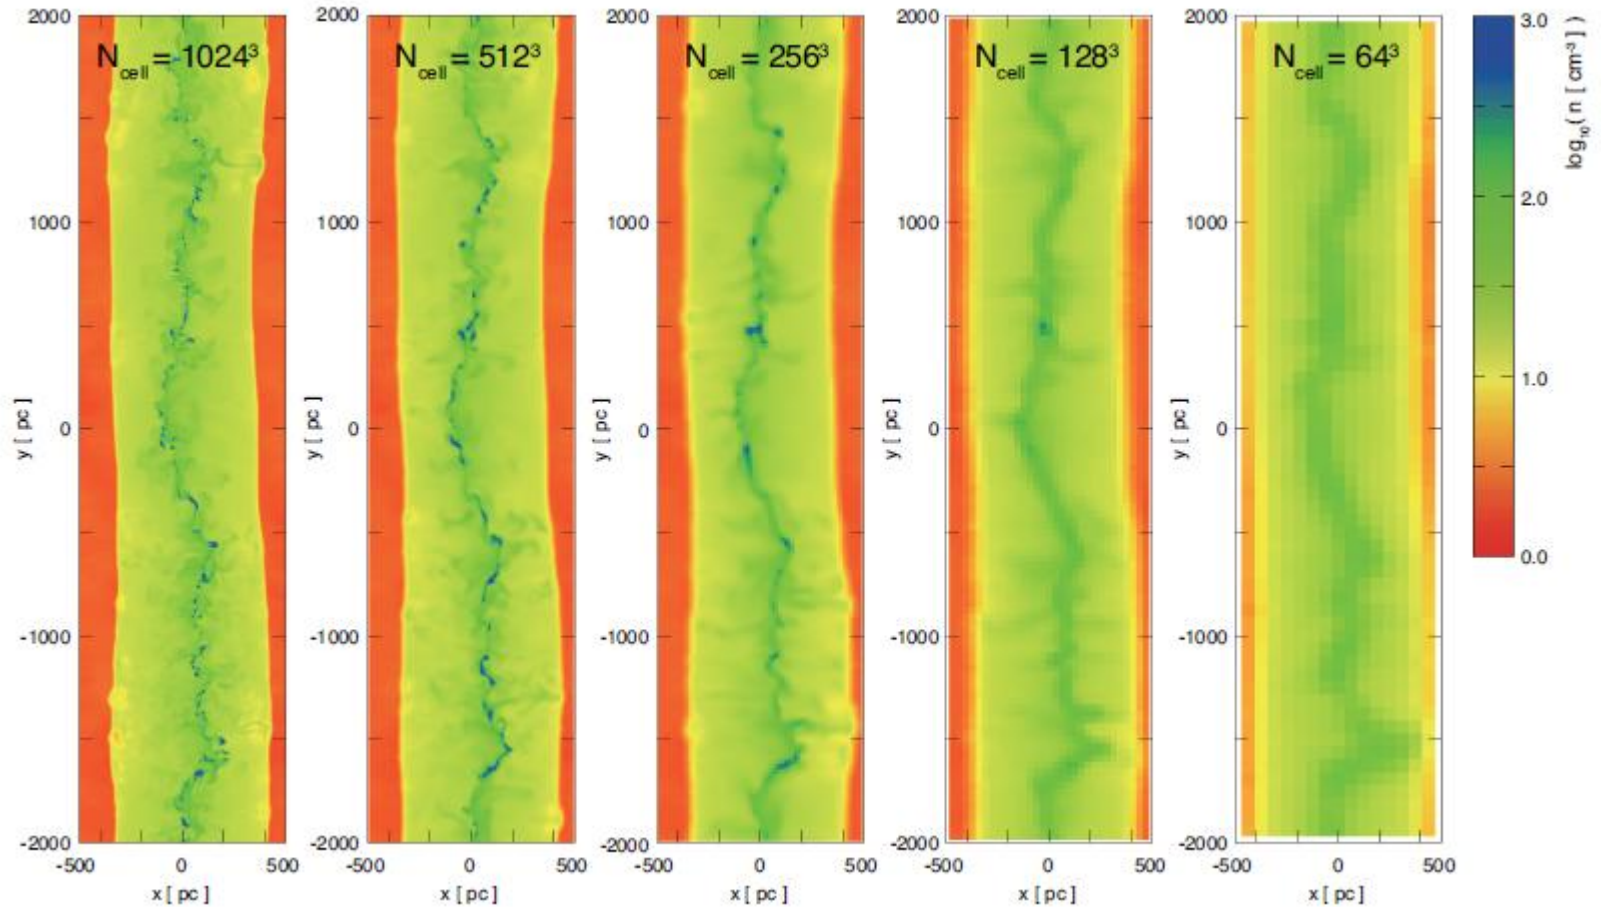 N_cell = 1024³
N_cell = 512³
N_cell = 256³
N_cell = 128³
N_cell = 64³
2000
1000
0
-1000
-2000
y [ pc ]
-500
0
500
x [ pc ]
2000
1000
0
-1000
-2000
y [ pc ]
-500
0
500
x [ pc ]
2000
1000
0
-1000
-2000
y [ pc ]
-500
0
500
x [ pc ]
2000
1000
0
-1000
-2000
y [ pc ]
-500
0
500
x [ pc ]
2000
1000
0
-1000
-2000
y [ pc ]
-500
0
500
x [ pc ]
3.0
2.0
1.0
0.0
log₁₀( n [ cm⁻³ ] )